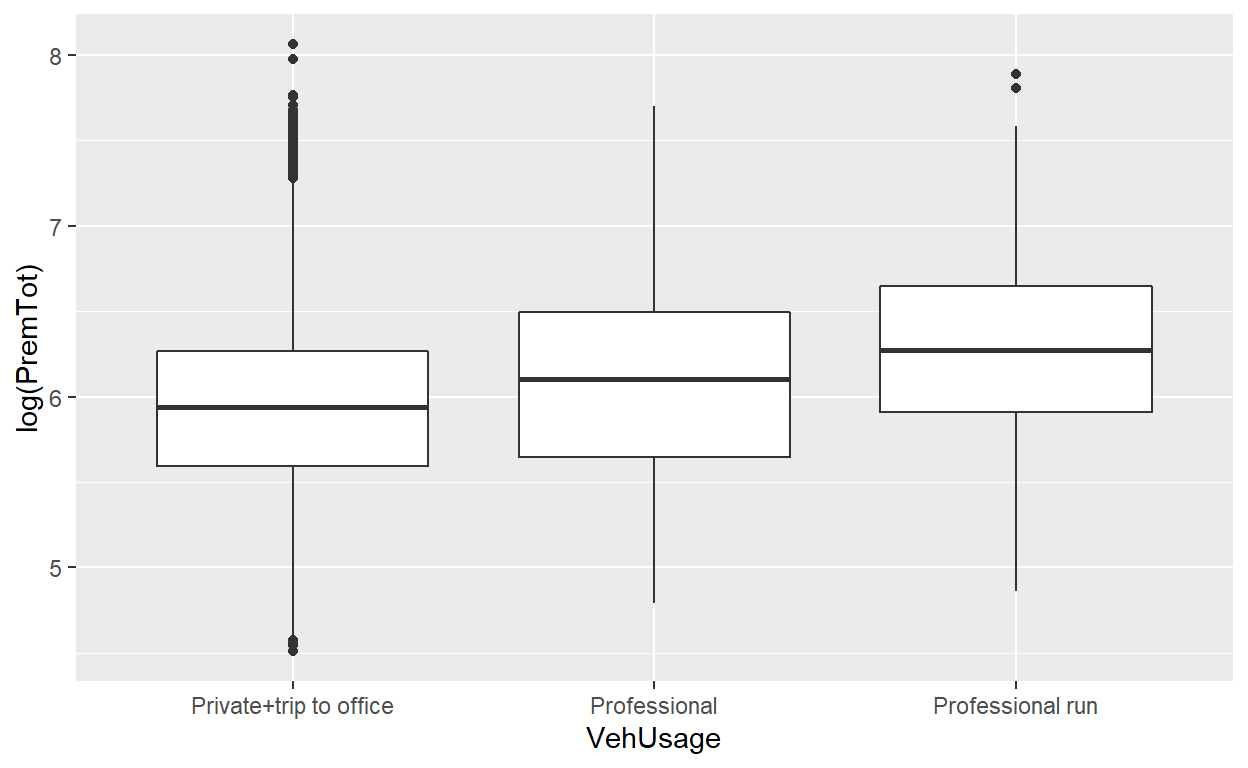 log(PremTot)
8
7
6
5
Private+trip to office
Professional
Professional run
VehUsage